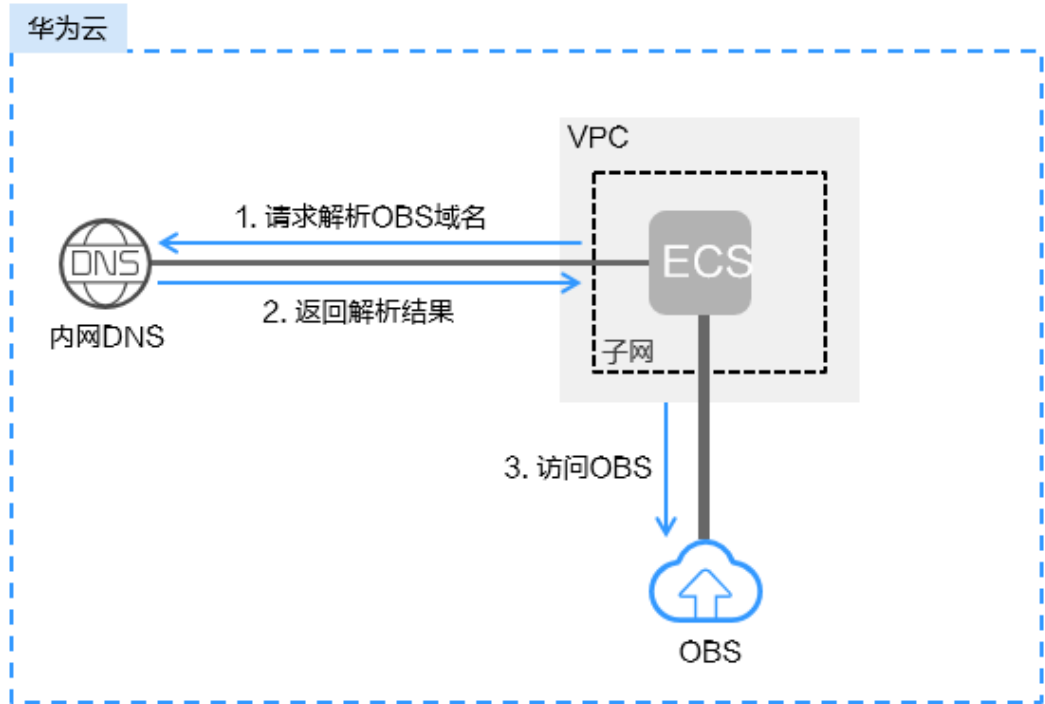 华为云
VPC
1. 请求解析OBS域名
DNS
ECS
2. 返回解析结果
内网DNS
子网
3. 访问OBS
OBS